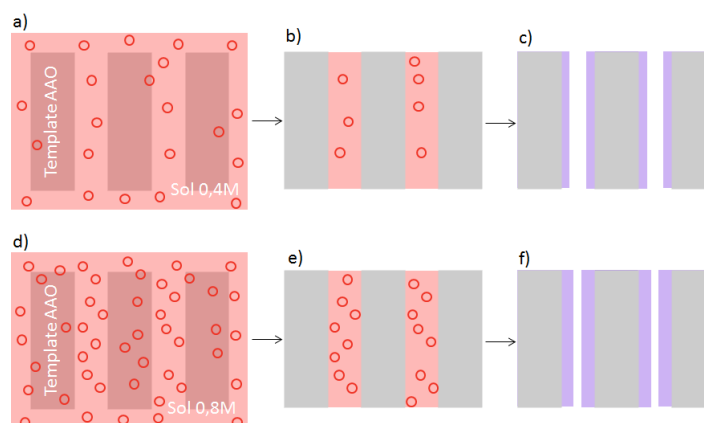 a)
b)
c)
Template AAO
Sol 0,4M
d)
e)
f)
Template AAO
Sol 0,8M